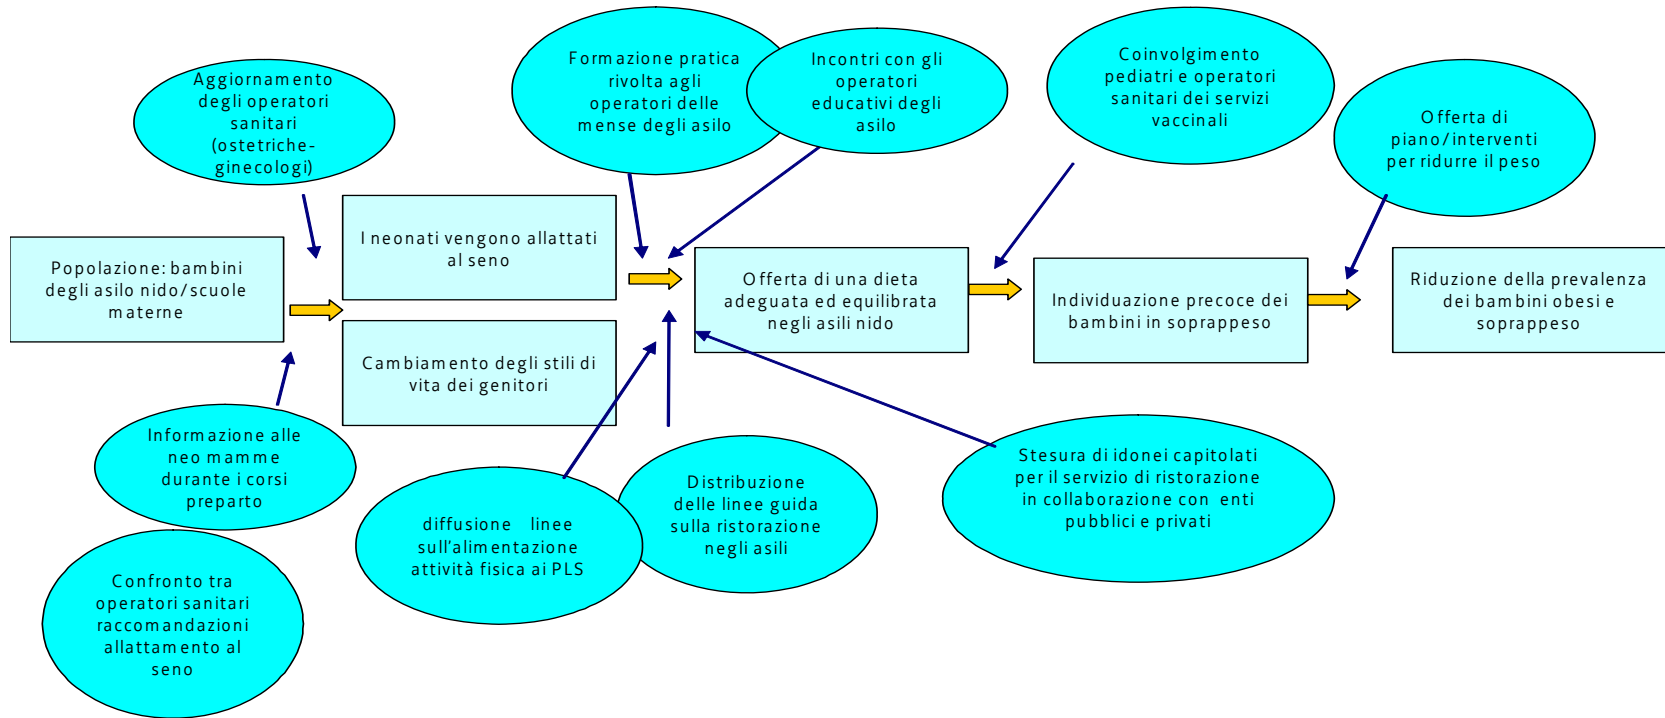 Aggiornamento
degli operatori
sanitari
(ostetriche-
ginecologi)
Formazione pratica
rivolta agli
operatori delle
mense degli asilo
Incontri con gli
operatori
educativi degli
asilo
Coinvolgimento
pediatri e operatori
sanitari dei servizi
vaccinali
Offerta di
piano/interventi
per ridurre il peso
Popolazione: bambini
degli asilo nido/scuole
materne
I neonati vengono allattati
al seno
Cambiamento degli stili di
vita dei genitori
Offerta di una dieta
adeguata ed equilibrata
negli asili nido
Individuazione precoce dei
bambini in soprappeso
Riduzione della prevalenza
dei bambini obesi e
soprappeso
Informazione alle
neo mamme
durante i corsi
preparto
Confronto tra
operatori sanitari
raccomandazioni
allattamento al
seno
diffusione linee
sull'alimentazione
attività fisica ai PLS
Distribuzione
delle linee guida
sulla ristorazione
negli asili
Stesura di idonei capitolati
per il servizio di ristorazione
in collaborazione con enti
pubblici e privati